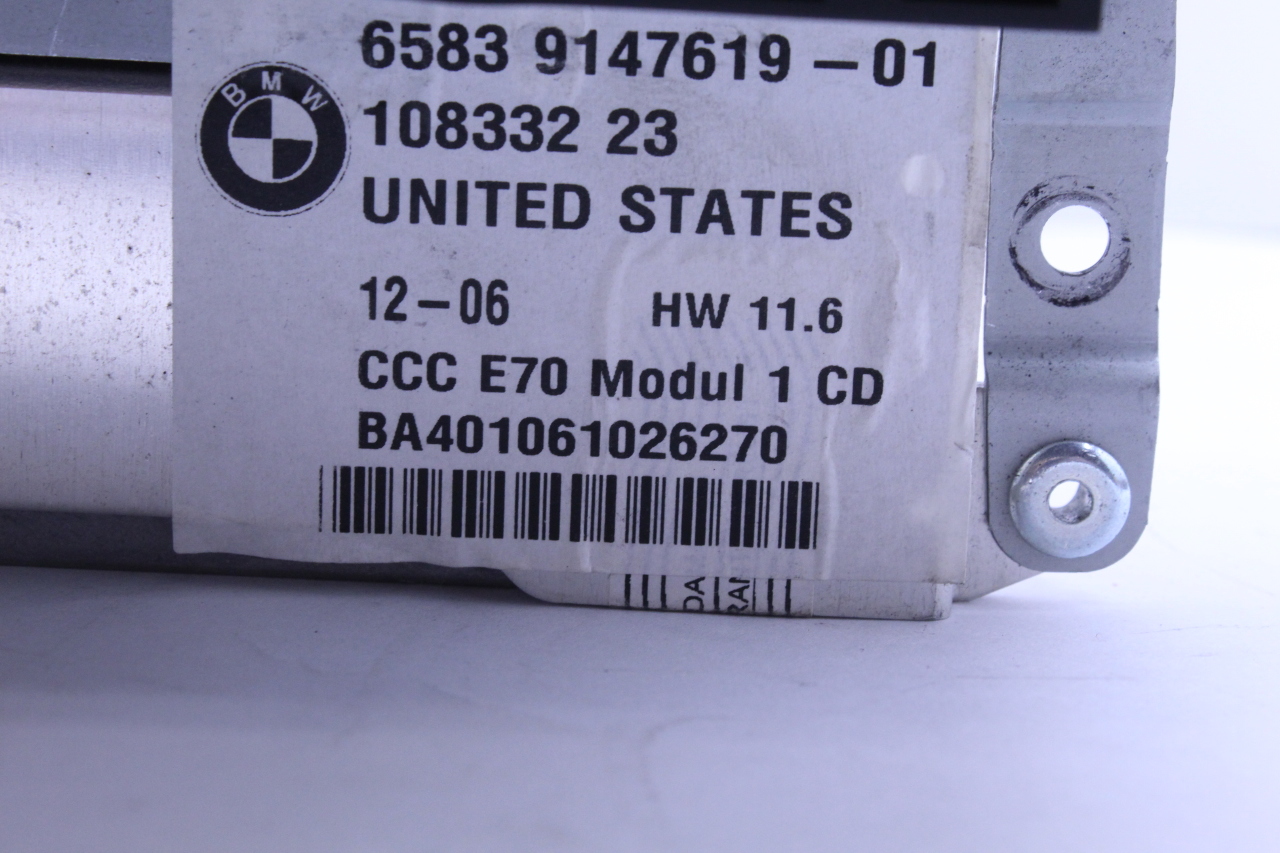 6583 9147619 – 01
BMW
108332 23
UNITED STATES
12 – 06 HW 11.6
CCC E70 Modul 1 CD
BA401061026270